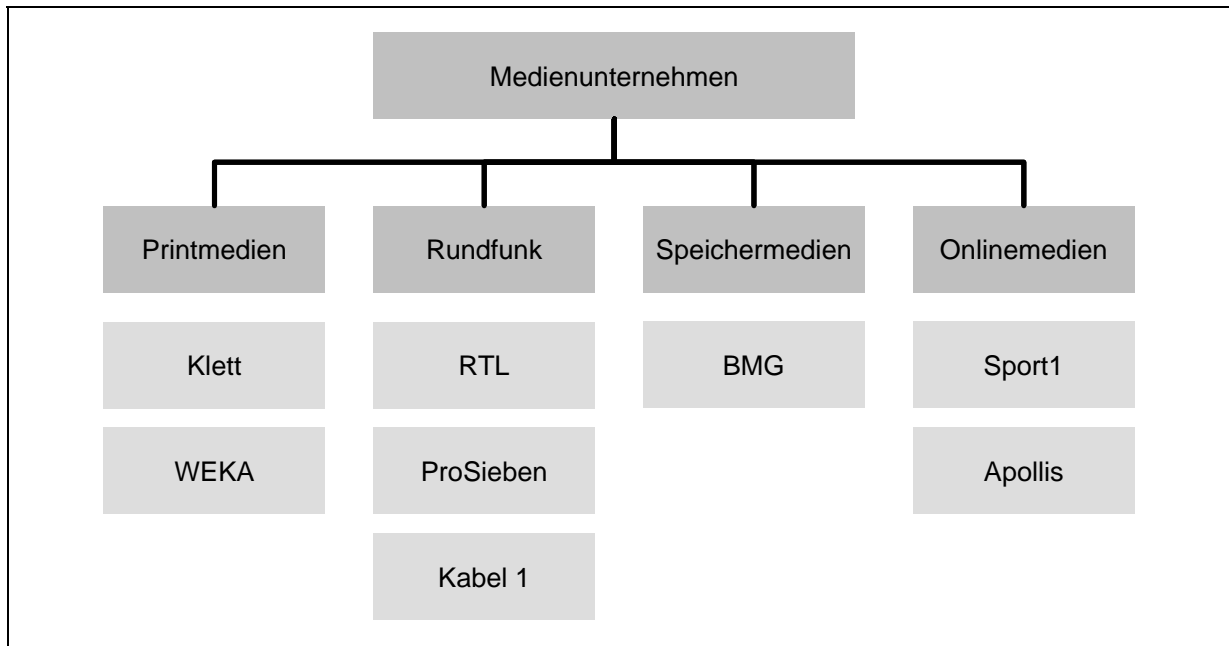 Medienunternehmen
Printmedien
Rundfunk
Speichermedien
Onlinemedien
Klett
RTL
BMG
Sport1
WEKA
ProSieben
Apollis
Kabel 1